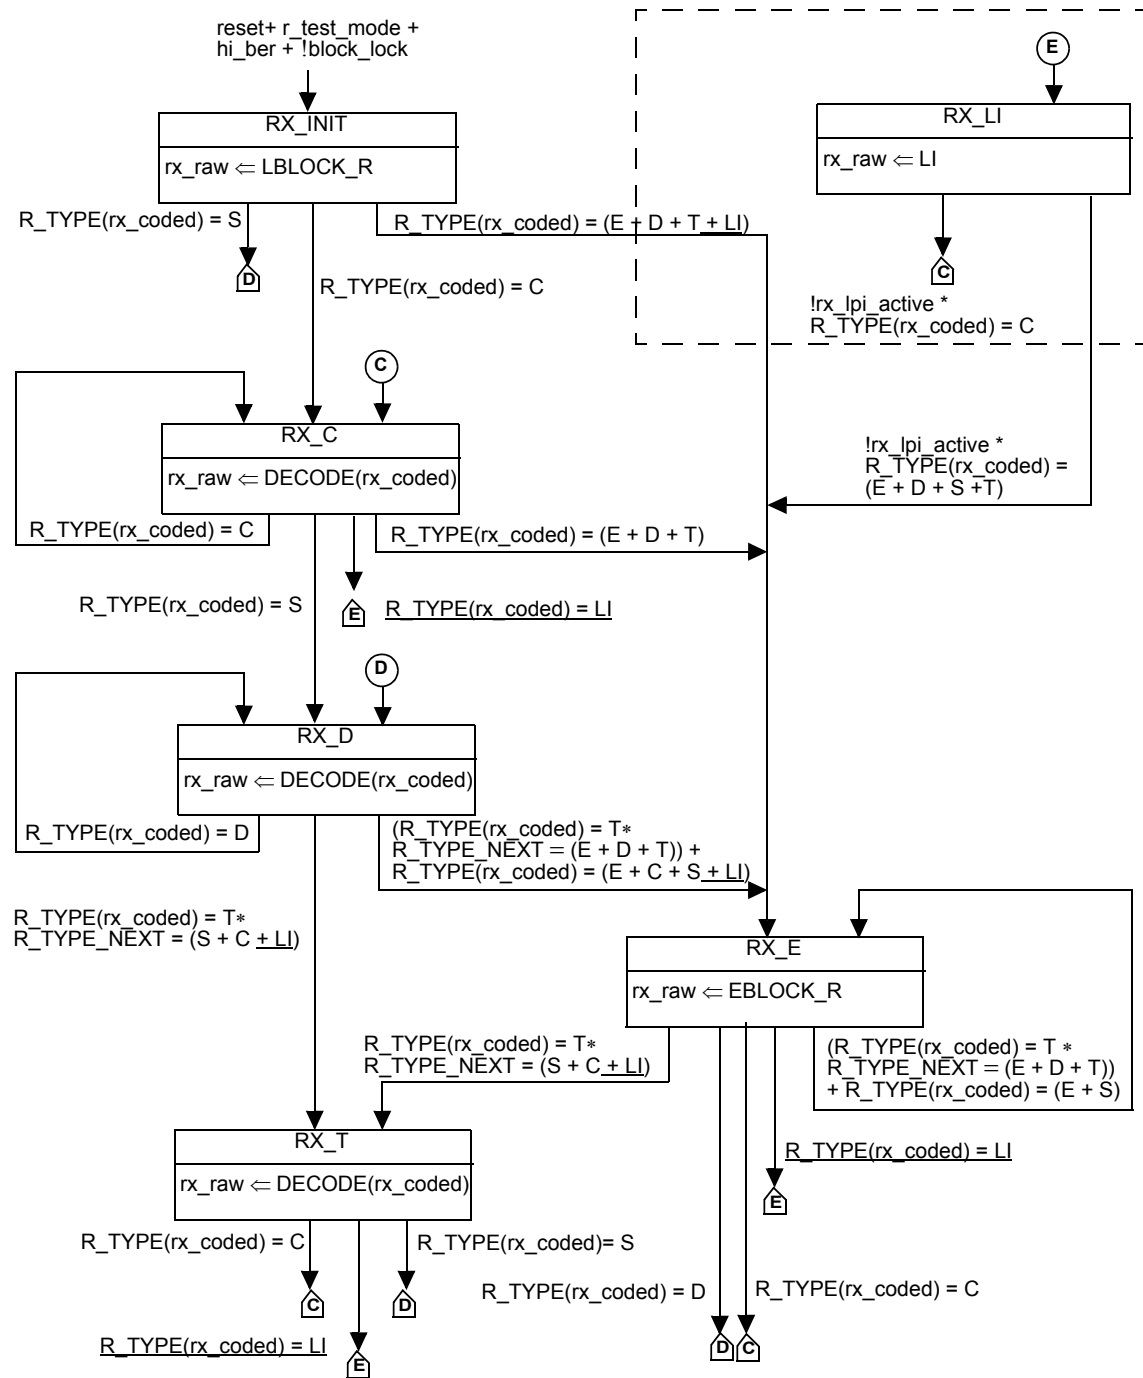 reset+ r_test_mode +
hi_ber + !block_lock
E
RX_INIT
rx_raw ⇐ LBLOCK_R
RX_LI
rx_raw ⇐ LI
R_TYPE(rx_coded) = S
R_TYPE(rx_coded) = (E + D + T + LI)
D
R_TYPE(rx_coded) = C
C
!rx_lpi_active *
R_TYPE(rx_coded) = C
C
RX_C
rx_raw ⇐ DECODE(rx_coded)
!rx_lpi_active *
R_TYPE(rx_coded) =
(E + D + S +T)
R_TYPE(rx_coded) = C
R_TYPE(rx_coded) = (E + D + T)
R_TYPE(rx_coded) = S
E
R_TYPE(rx_coded) = LI
D
RX_D
rx_raw ⇐ DECODE(rx_coded)
R_TYPE(rx_coded) = D
(R_TYPE(rx_coded) = T*
R_TYPE_NEXT = (E + D + T)) +
R_TYPE(rx_coded) = (E + C + S + LI)
R_TYPE(rx_coded) = T*
R_TYPE_NEXT = (S + C + LI)
RX_E
rx_raw ⇐ EBLOCK_R
R_TYPE(rx_coded) = T*
R_TYPE_NEXT = (S + C + LI)
(R_TYPE(rx_coded) = T *
R_TYPE_NEXT = (E + D + T))
+ R_TYPE(rx_coded) = (E + S)
RX_T
rx_raw ⇐ DECODE(rx_coded)
R_TYPE(rx_coded) = LI
E
R_TYPE(rx_coded) = C
R_TYPE(rx_coded)= S
C
D
R_TYPE(rx_coded) = D
R_TYPE(rx_coded) = C
R_TYPE(rx_coded) = LI
E
D
C